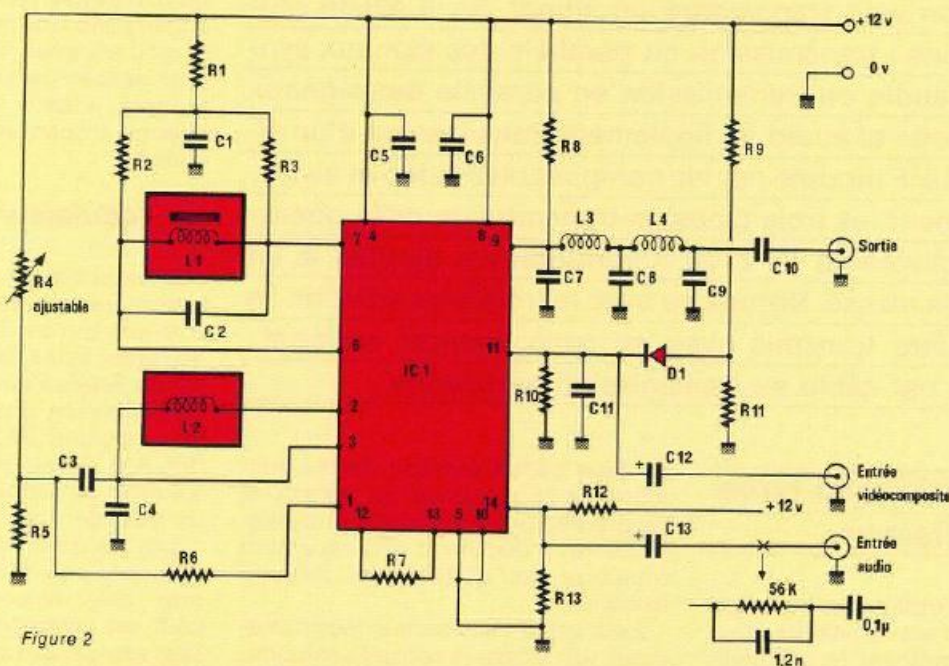 +12v
0 v
R1
C1
R2
R3
C5
C6
R8
R9
L1
C2
R4
ajustable
7
4
8
9
L3
L4
C7
C8
C9
C10
Sortie
6
IC1
11
D1
R10
C11
R11
L2
2
3
C3
C4
C12
Entrée
vidéocomposite
R5
1
12
13
5
10
14
R12
+12v
R6
R7
C13
Entrée
audio
R13
56K
0,1µ
1,2n
Figure 2